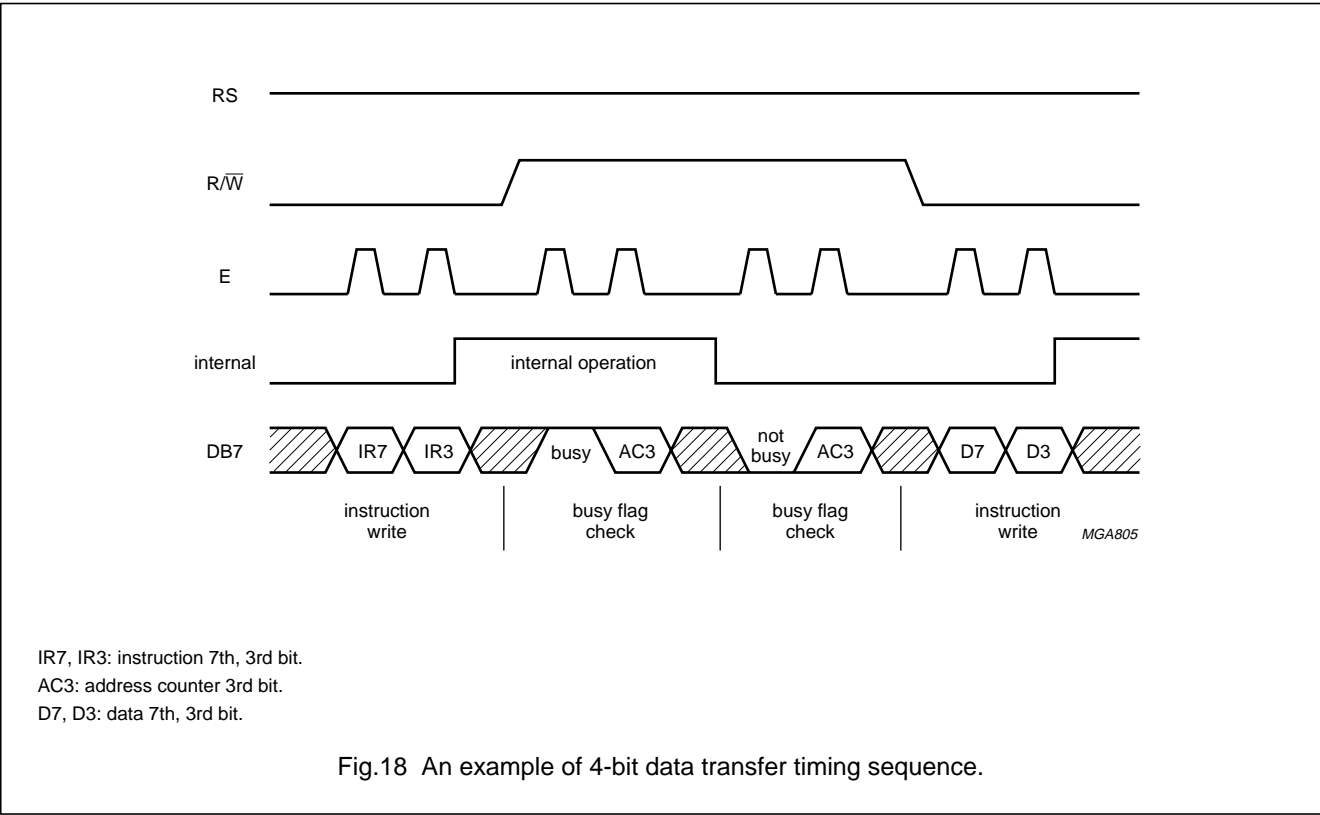 RS
R/W̅
E
internal
internal operation
DB7
IR7 IR3 busy AC3 not busy AC3 D7 D3
instruction write
busy flag check
busy flag check
instruction write
MGA805
IR7, IR3: instruction 7th, 3rd bit.
AC3: address counter 3rd bit.
D7, D3: data 7th, 3rd bit.
Fig.18 An example of 4-bit data transfer timing sequence.